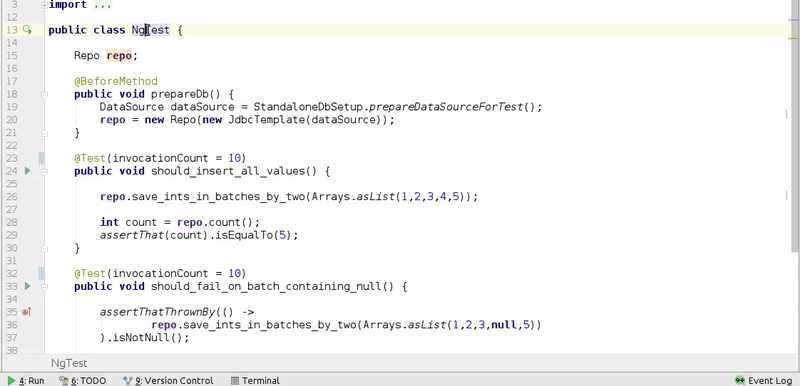 3 import ...
12
13 public class NgTest {
14
15 Repo repo;
16
17 @BeforeMethod
18 public void prepareDb() {
19 DataSource dataSource = StandaloneDbSetup.prepareDataSourceForTest();
20 repo = new Repo(new JdbcTemplate(dataSource));
21 }
22
23 @Test(invocationCount = 10)
24 public void should_insert_all_values() {
25
26 repo.save_ints_in_batches_by_two(Arrays.asList(1,2,3,4,5));
27
28 int count = repo.count();
29 assertThat(count).isEqualTo(5);
30 }
31
32 @Test(invocationCount = 10)
33 public void should_fail_on_batch_containing_null() {
34
35 assertThatThrownBy(() ->
36 repo.save_ints_in_batches_by_two(Arrays.asList(1,2,3,null,5))
37 ).isNotNull();
38
NgTest
4: Run 6: TODO 9: Version Control Terminal Event Log